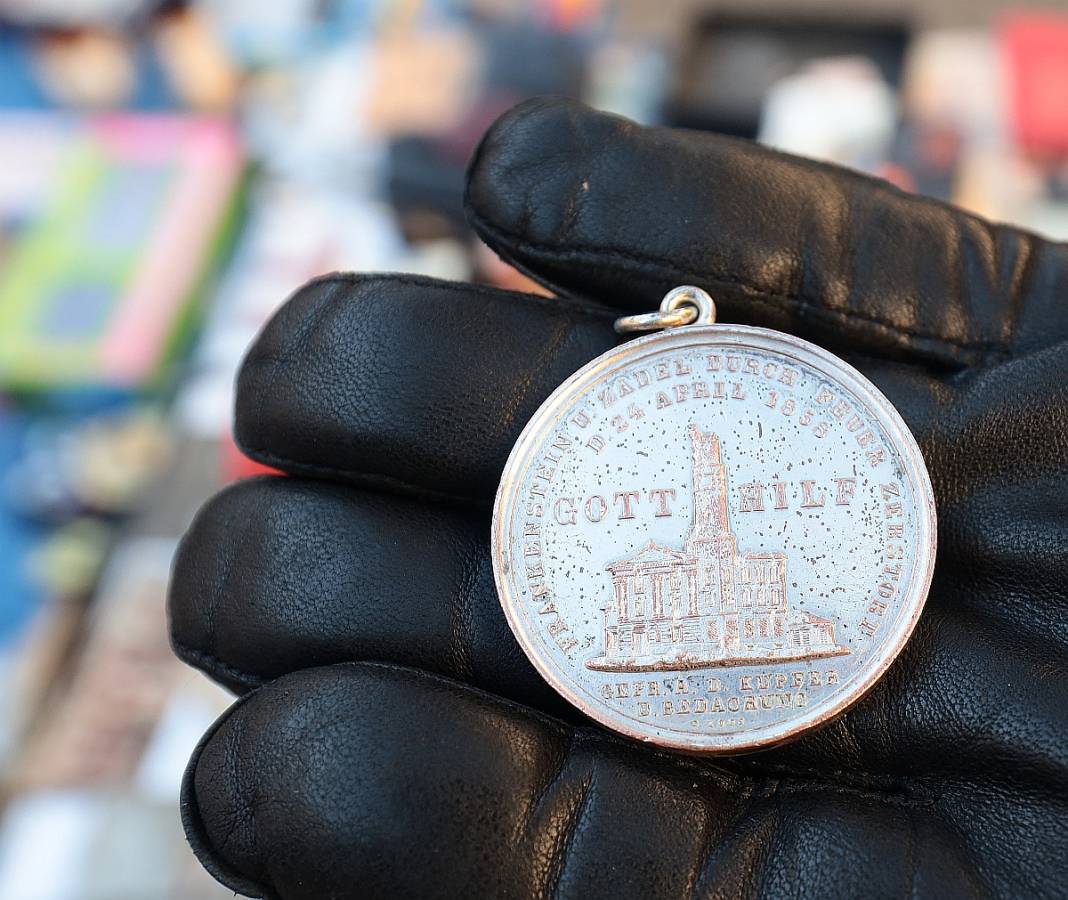 FRANKENSTEIN U. ZADEL DURCH FEUER ZERSTÖRT
D 24 APRIL 1858
GOTT HILF
GEPR. A. D. KUPFER
D. BEDACHUNG